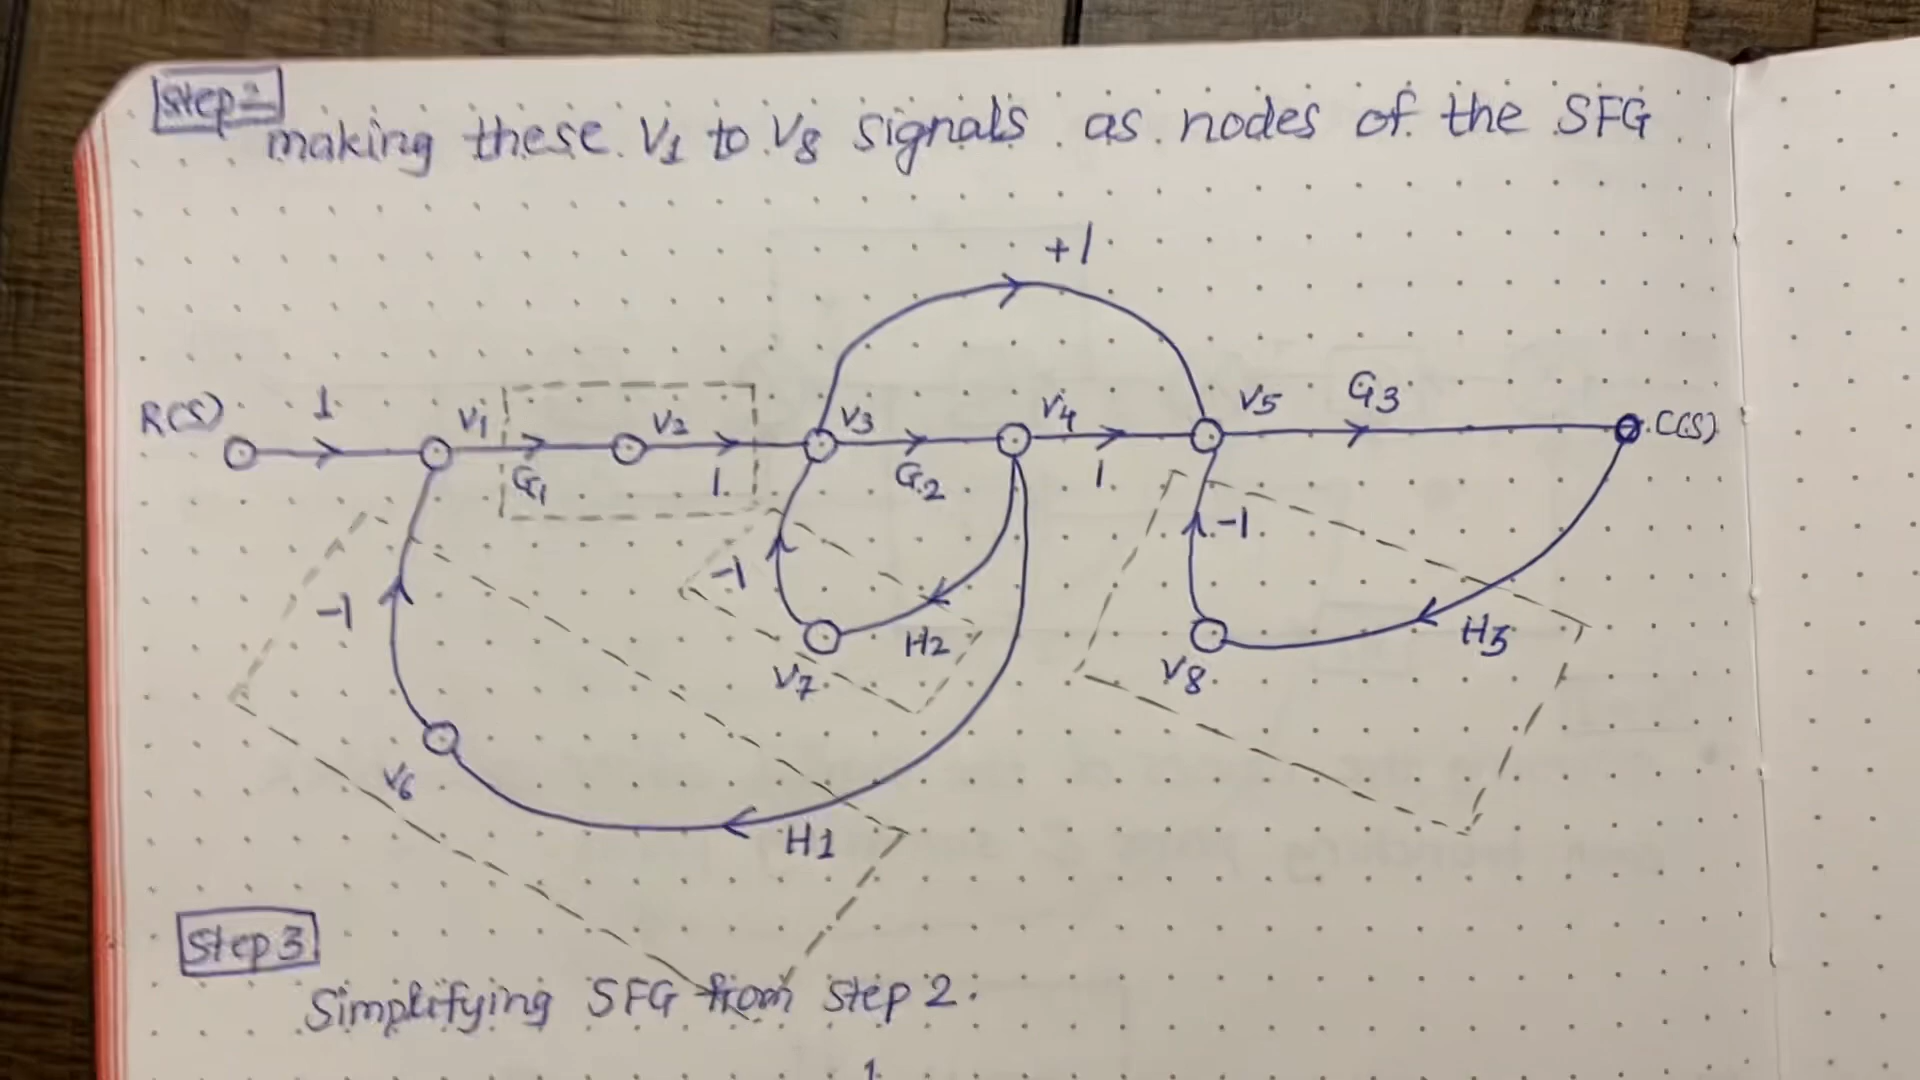 Step 2
making these V1 to V8 signals as nodes of the SFG
+1
R(S) 1 V1 G1 V2 1 V3 G2 V4 1 V5 G3 C(S)
-1 -1 -1
H2 H3
V7 V8
V6
H1
Step 3
Simplifying SFG from step 2:
1